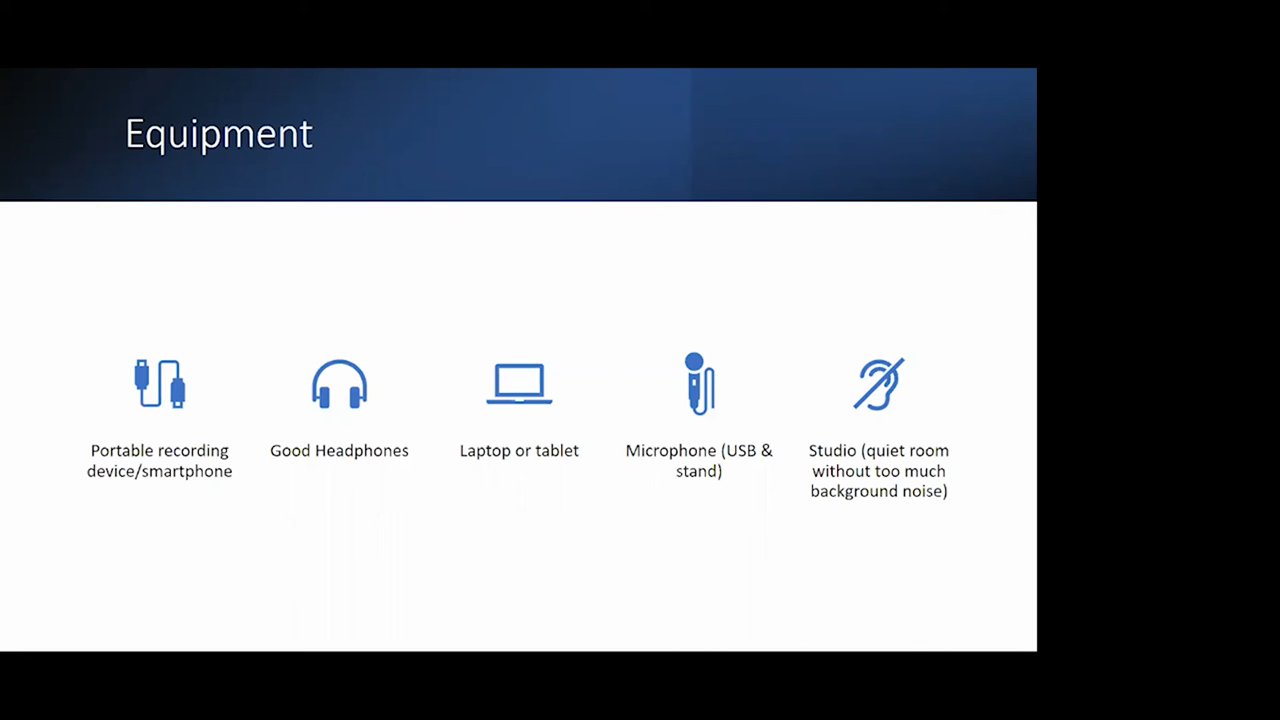 Equipment
Portable recording
device/smartphone
Good Headphones
Laptop or tablet
Microphone (USB &
stand)
Studio (quiet room
without too much
background noise)